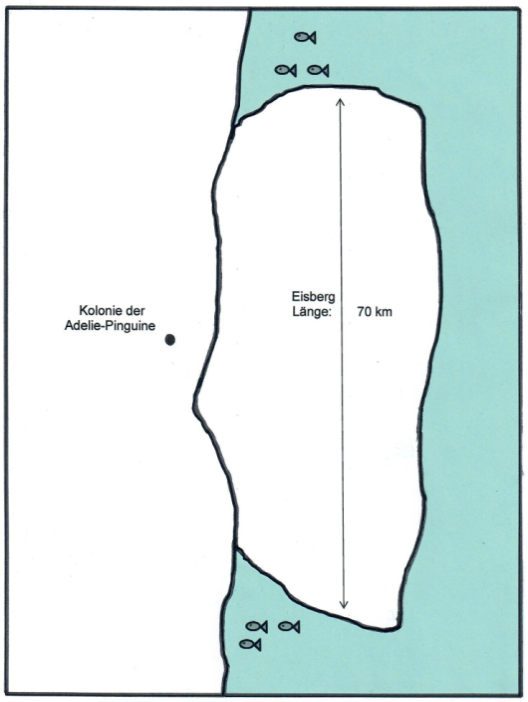 Kolonie der
Adelie-Pinguine
Eisberg
Länge: 70 km